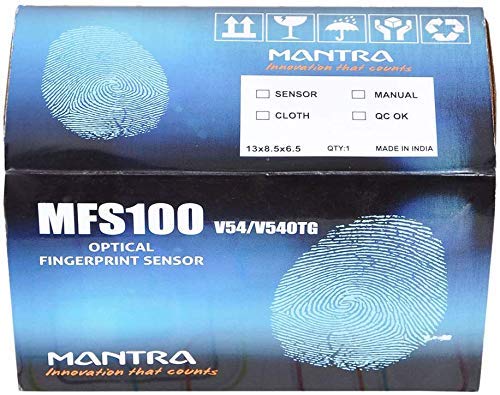 MANTRA
Innovation that counts
SENSOR MANUAL
CLOTH QC OK
13x8.5x6.5 QTY:1 MADE IN INDIA
MFS100 V54/V54OTG
OPTICAL
FINGERPRINT SENSOR
MANTRA
Innovation that counts